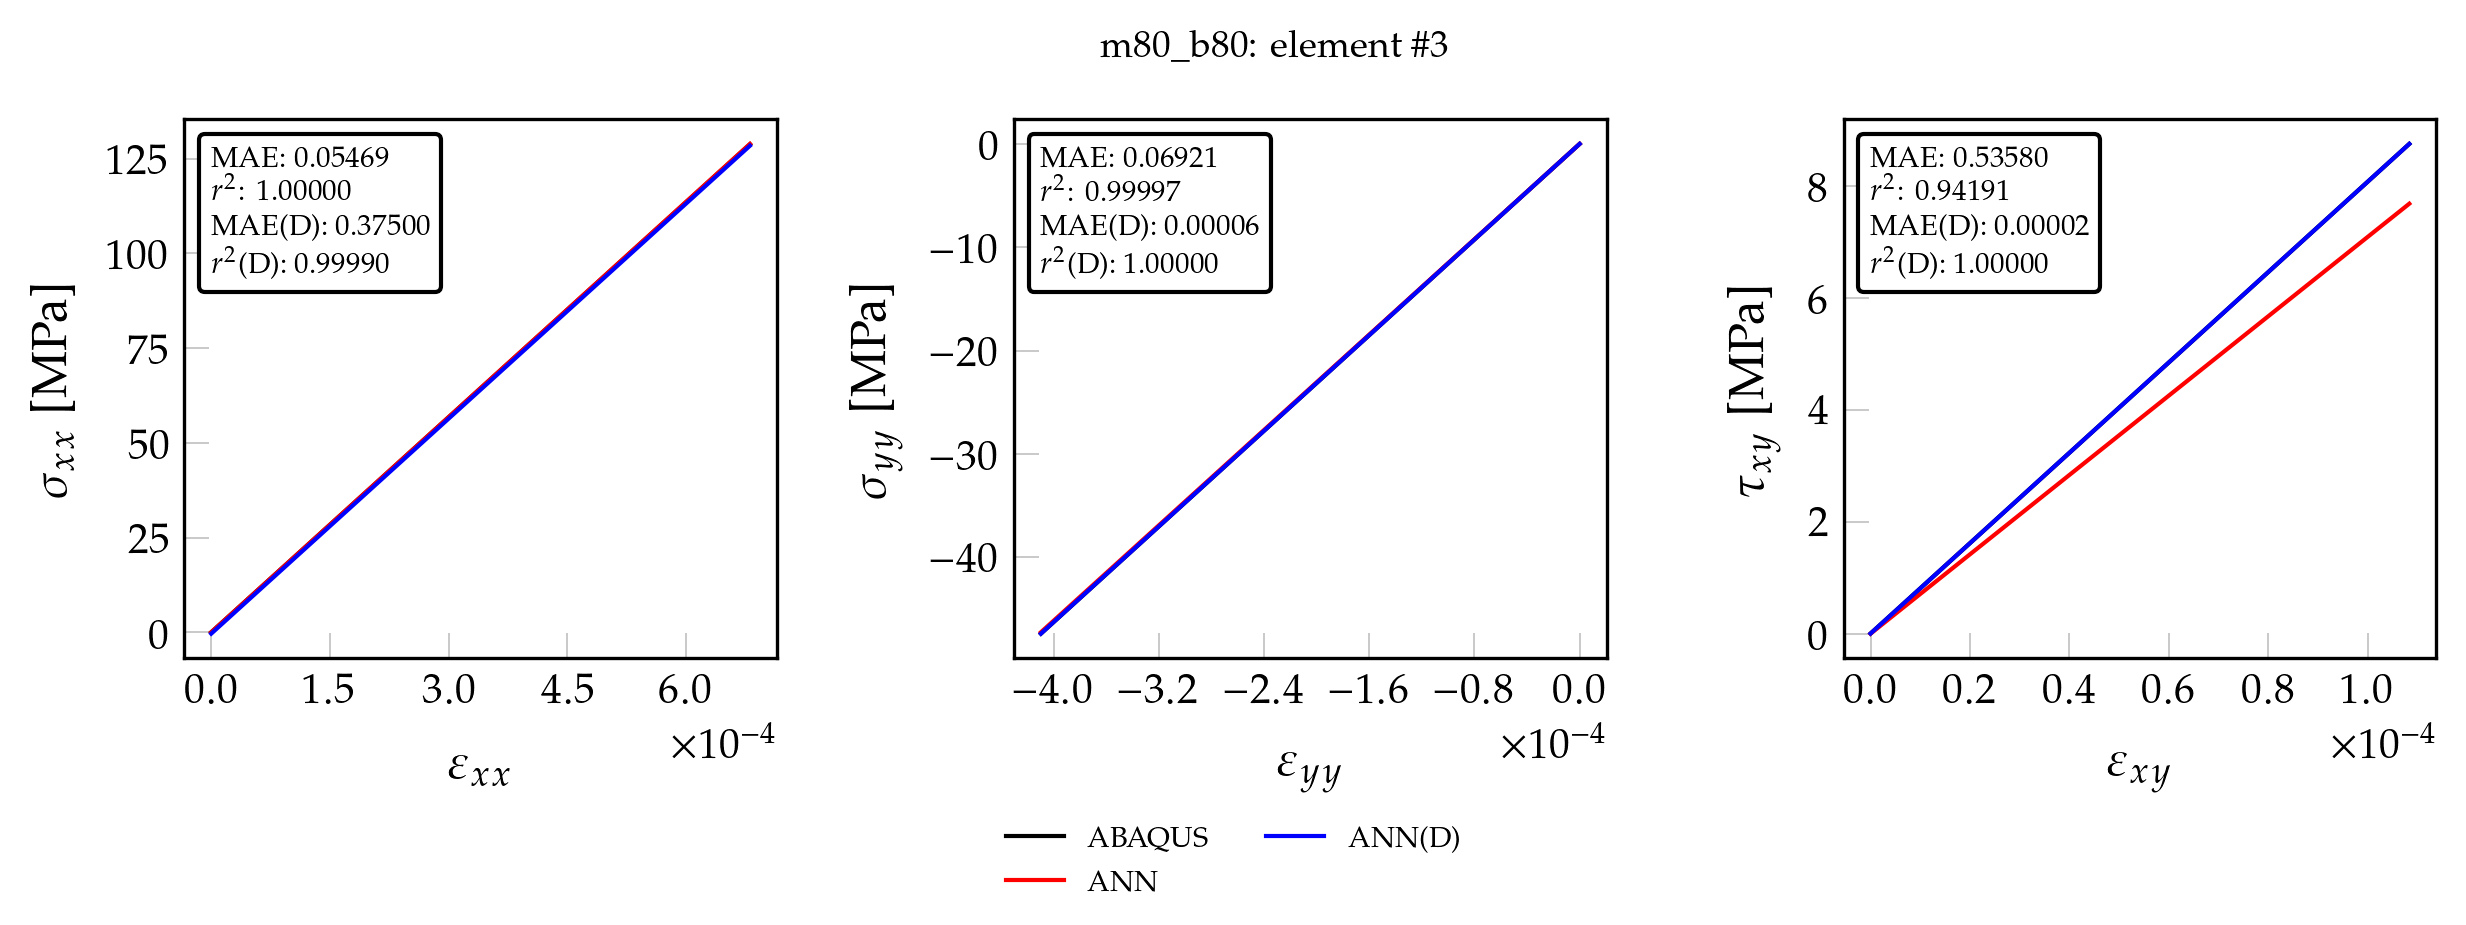 m80_b80: element #3
MAE: 0.05469
r²: 1.00000
MAE(D): 0.37500
r²(D): 0.99990
125
100
75
50
25
0
σxx [MPa]
0.0 1.5 3.0 4.5 6.0
×10⁻⁴
εxx
MAE: 0.06921
r²: 0.99997
MAE(D): 0.00006
r²(D): 1.00000
0
−10
−20
−30
−40
σyy [MPa]
−4.0 −3.2 −2.4 −1.6 −0.8 0.0
×10⁻⁴
εyy
MAE: 0.53580
r²: 0.94191
MAE(D): 0.00002
r²(D): 1.00000
8
6
4
2
0
τxy [MPa]
0.0 0.2 0.4 0.6 0.8 1.0
×10⁻⁴
εxy
ABAQUS
ANN
ANN(D)